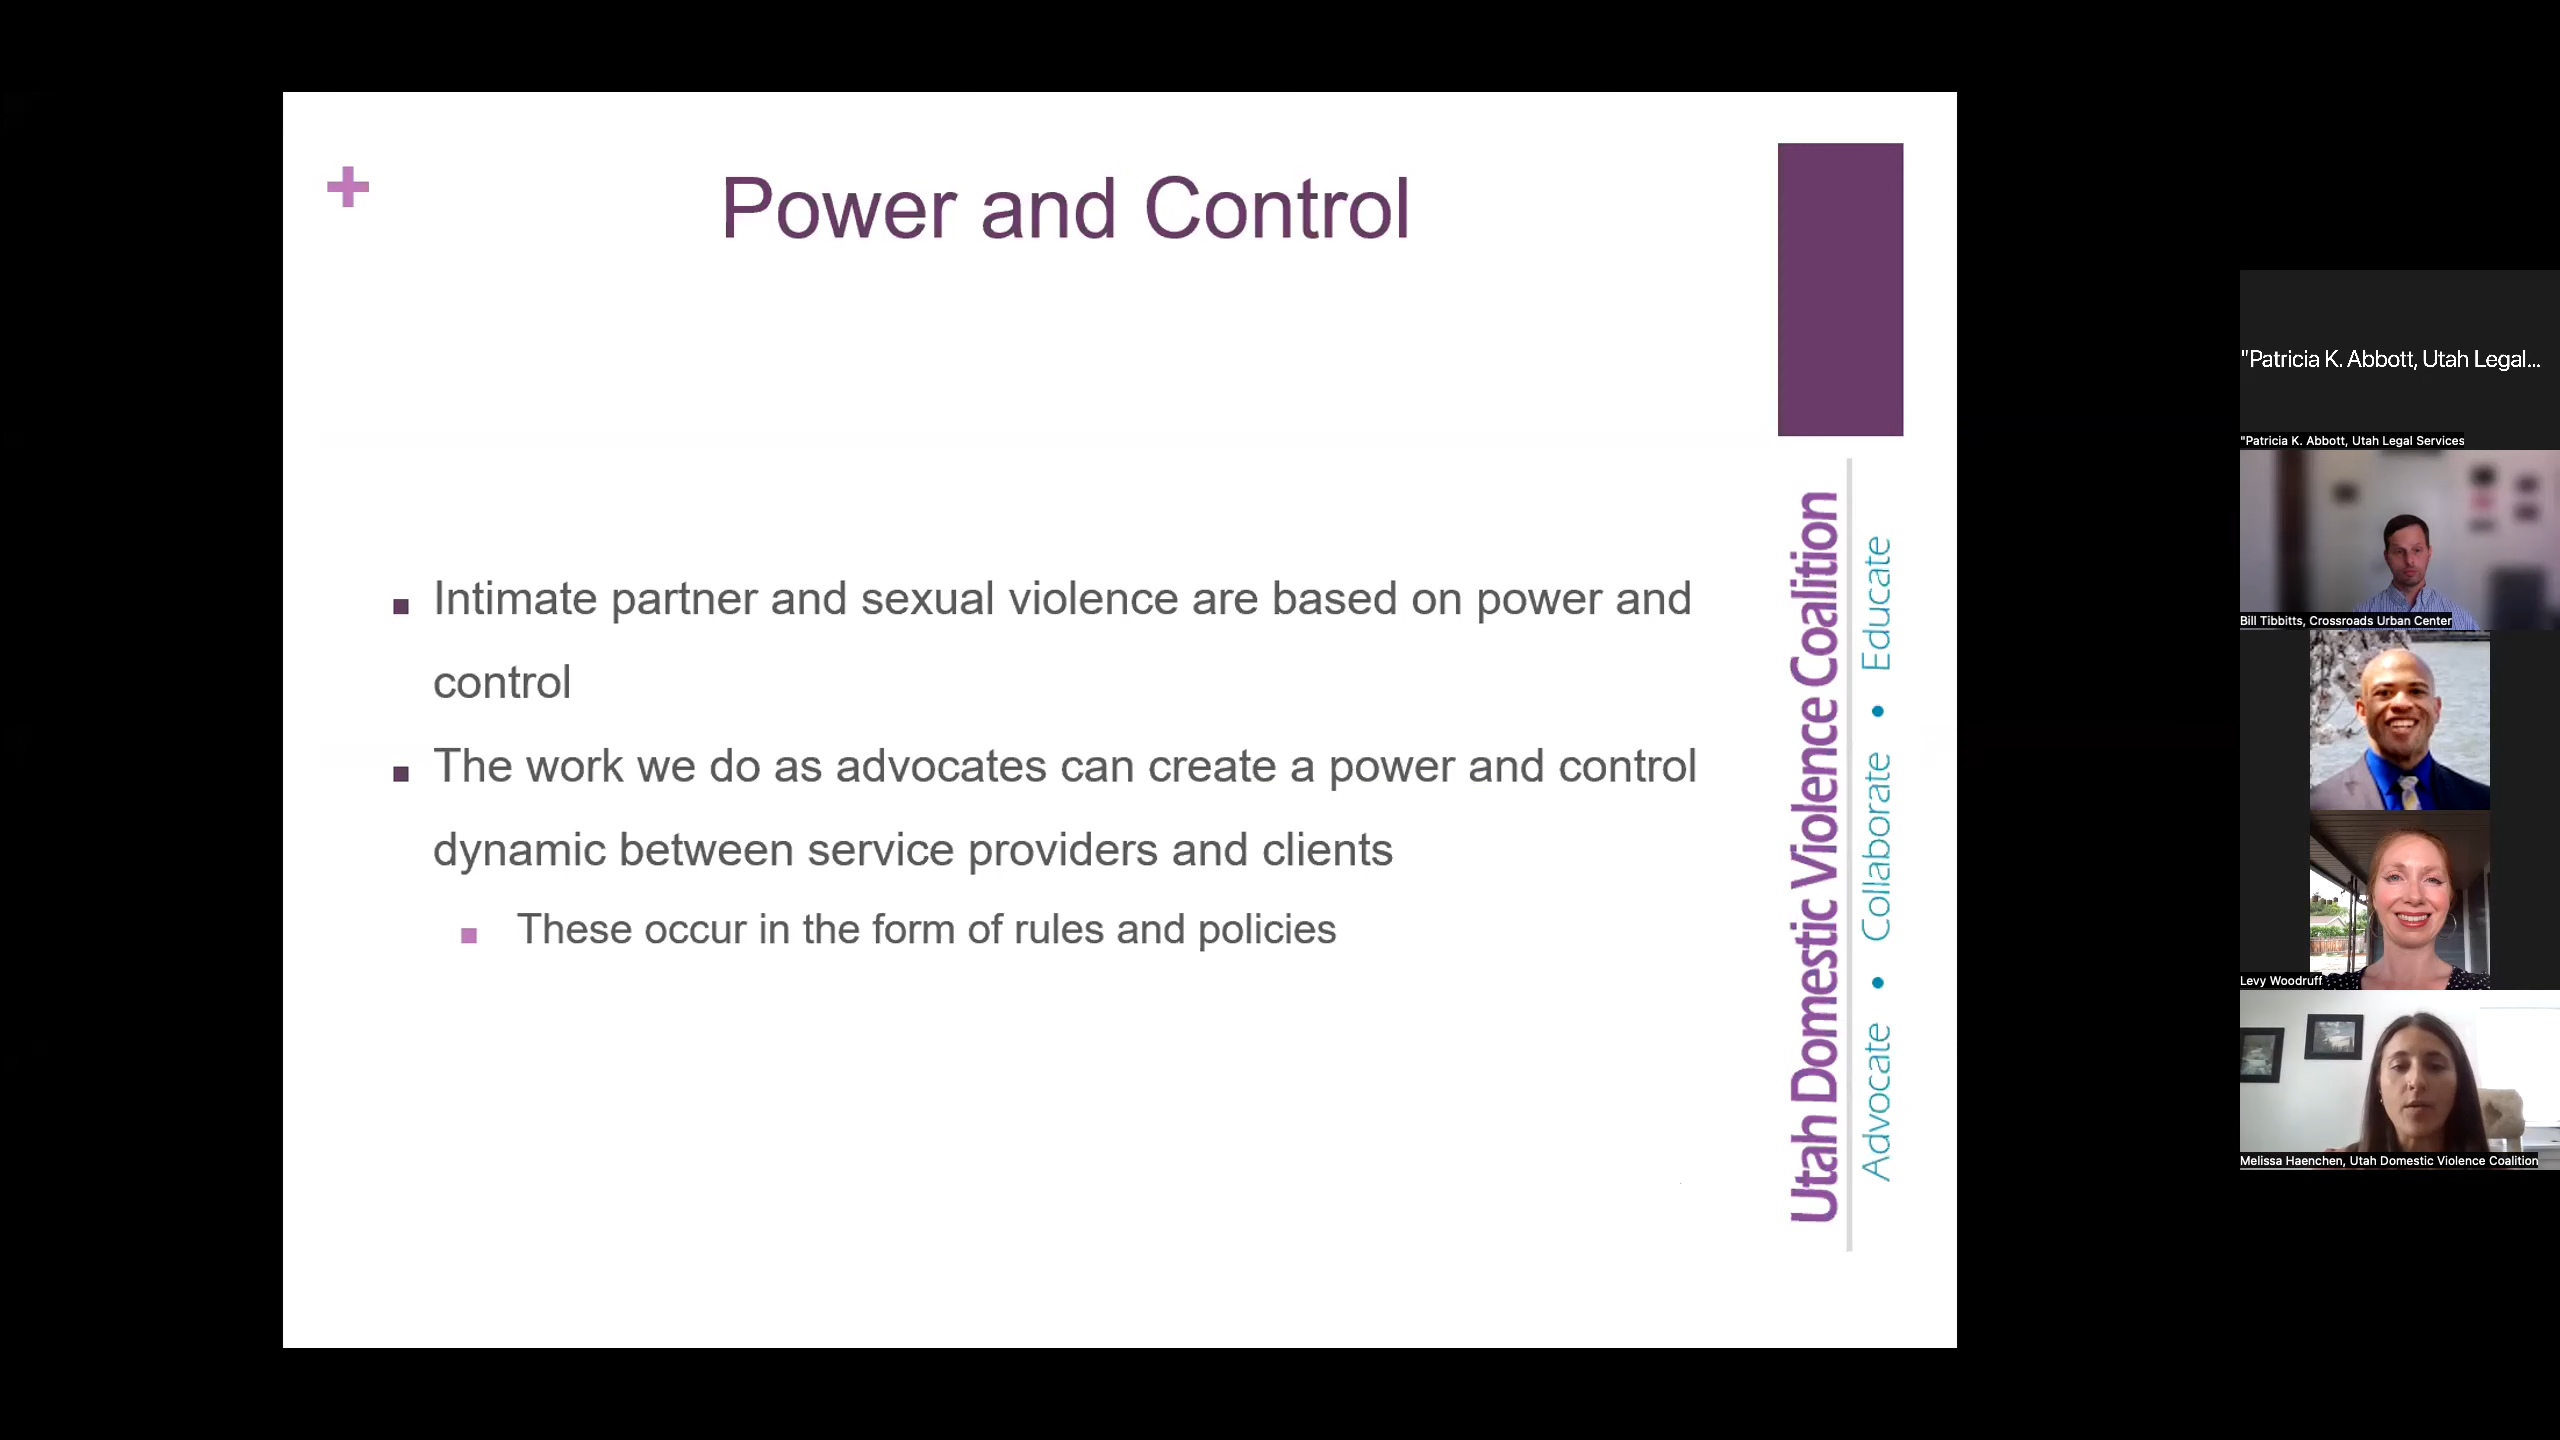 Power and Control
Intimate partner and sexual violence are based on power and
control
The work we do as advocates can create a power and control
dynamic between service providers and clients
These occur in the form of rules and policies
Utah Domestic Violence Coalition
Advocate • Collaborate • Educate
"Patricia K. Abbott, Utah Legal...
"Patricia K. Abbott, Utah Legal Services
Bill Tibbitts, Crossroads Urban Center
Levy Woodruff
Melissa Haenchen, Utah Domestic Violence Coalition